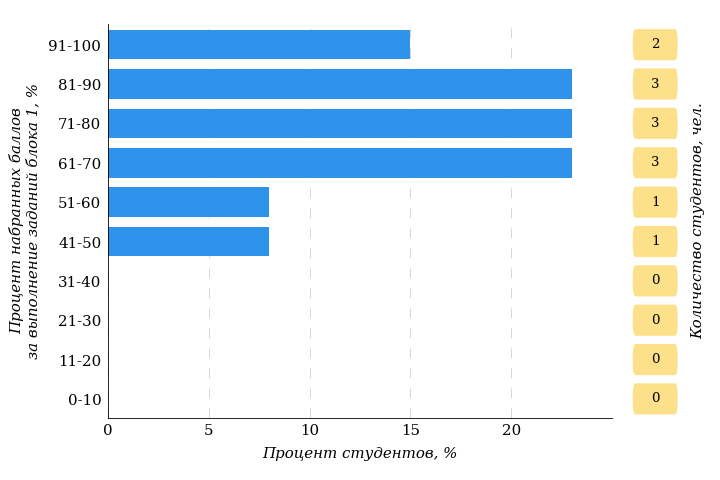 Процент набранных баллов
за выполнение заданий блока 1, %
91-100 2
81-90 3
71-80 3
61-70 3
51-60 1
41-50 1
31-40 0
21-30 0
11-20 0
0-10 0
0 5 10 15 20
Процент студентов, %
Количество студентов, чел.